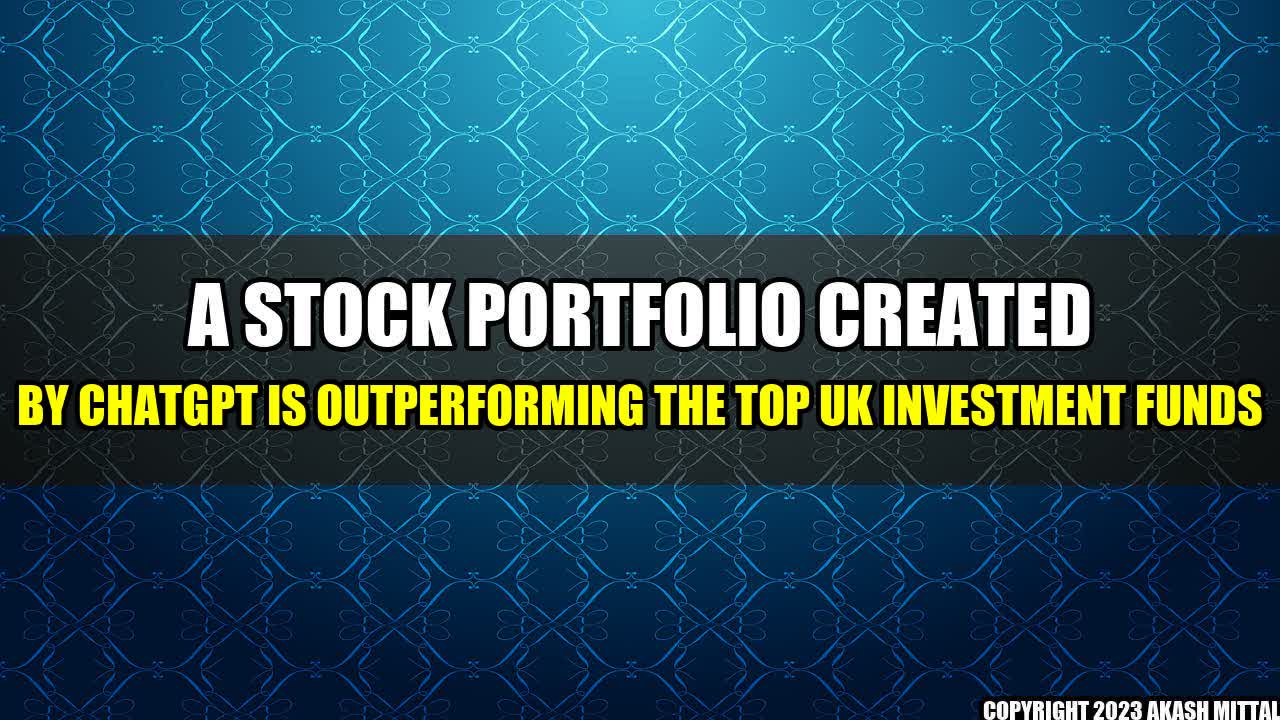 A STOCK PORTFOLIO CREATED
BY CHATGPT IS OUTPERFORMING THE TOP UK INVESTMENT FUNDS
COPYRIGHT 2023 AKASH MITTAL